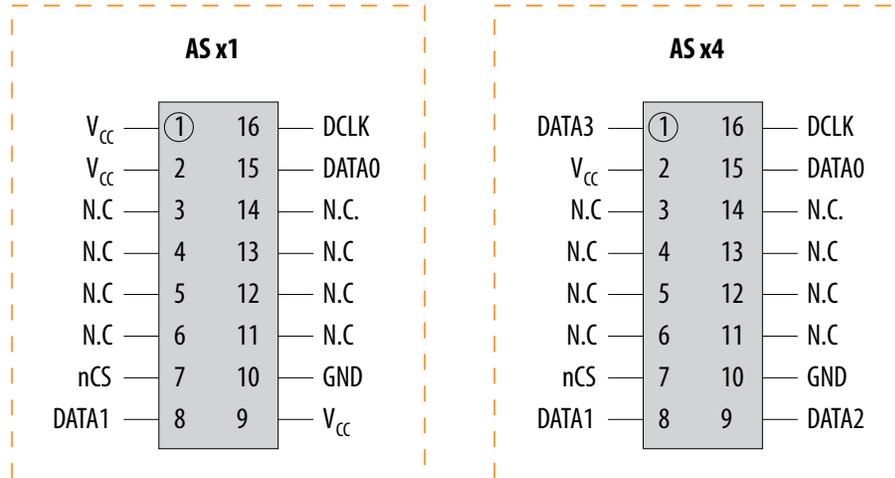 AS x1
VCC 1 16 DCLK
VCC 2 15 DATA0
N.C 3 14 N.C.
N.C 4 13 N.C
N.C 5 12 N.C
N.C 6 11 N.C
nCS 7 10 GND
DATA1 8 9 VCC
AS x4
DATA3 1 16 DCLK
VCC 2 15 DATA0
N.C 3 14 N.C.
N.C 4 13 N.C
N.C 5 12 N.C
N.C 6 11 N.C
nCS 7 10 GND
DATA1 8 9 DATA2